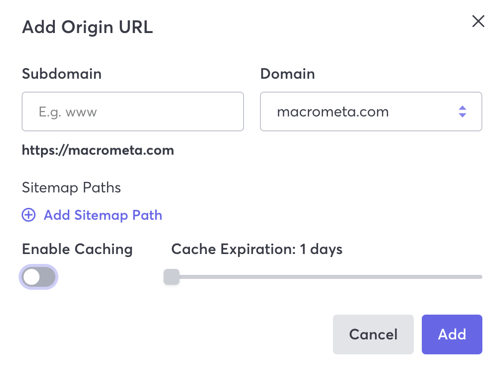 Add Origin URL
Subdomain
Domain
E.g. www
macrometa.com
https://macrometa.com
Sitemap Paths
Add Sitemap Path
Enable Caching
Cache Expiration: 1 days
Cancel
Add